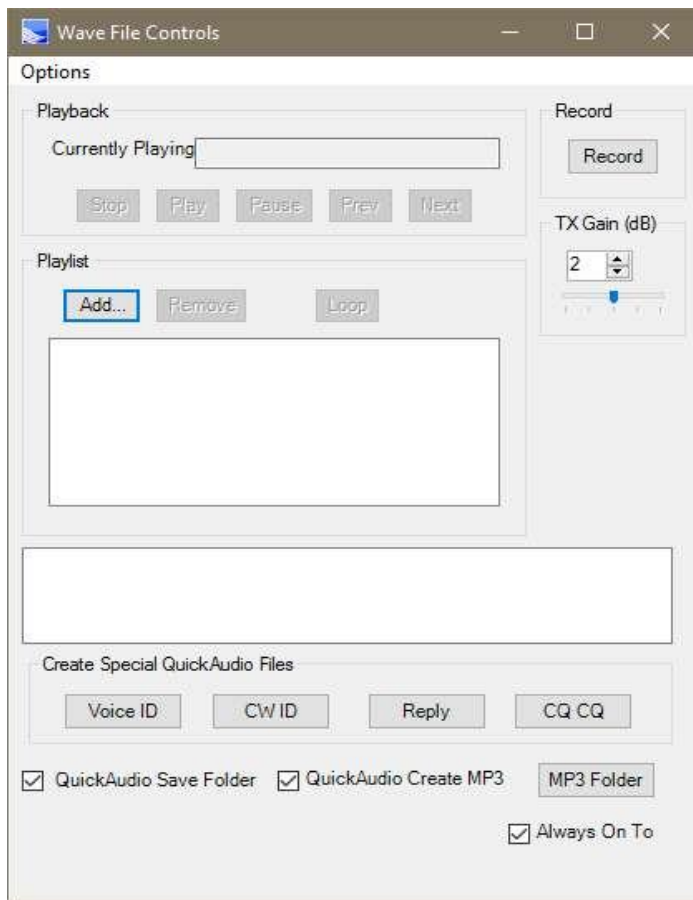 Wave File Controls
Options
Playback
Currently Playing
Stop Play Pause Prev Next
Record
Record
TX Gain (dB)
2
Playlist
Add... Remove Loop
Create Special QuickAudio Files
Voice ID CW ID Reply CQ CQ
QuickAudio Save Folder QuickAudio Create MP3 MP3 Folder
Always On To